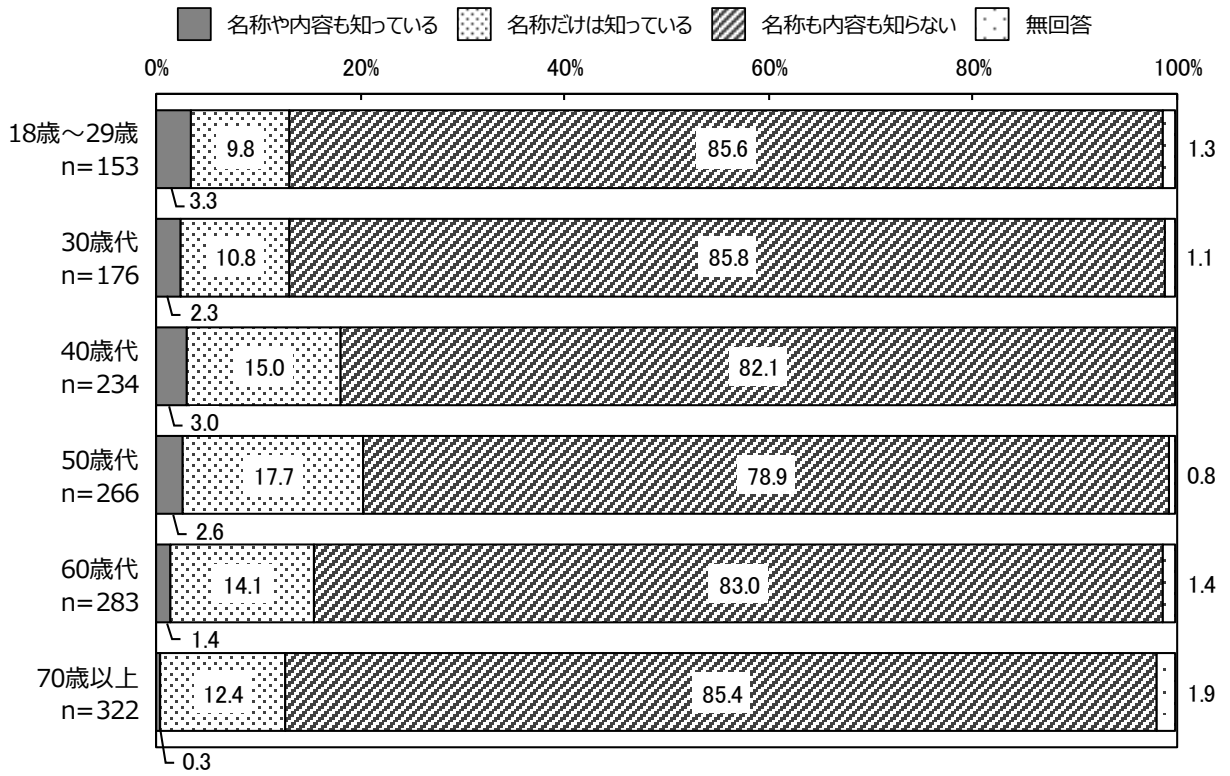 名称や内容も知っている 名称だけは知っている 名称も内容も知らない 無回答
0% 20% 40% 60% 80% 100%
18歳～29歳
n=153
9.8 85.6 1.3
3.3
30歳代
n=176
10.8 85.8 1.1
2.3
40歳代
n=234
15.0 82.1
3.0
50歳代
n=266
17.7 78.9 0.8
2.6
60歳代
n=283
14.1 83.0 1.4
1.4
70歳以上
n=322
12.4 85.4 1.9
0.3